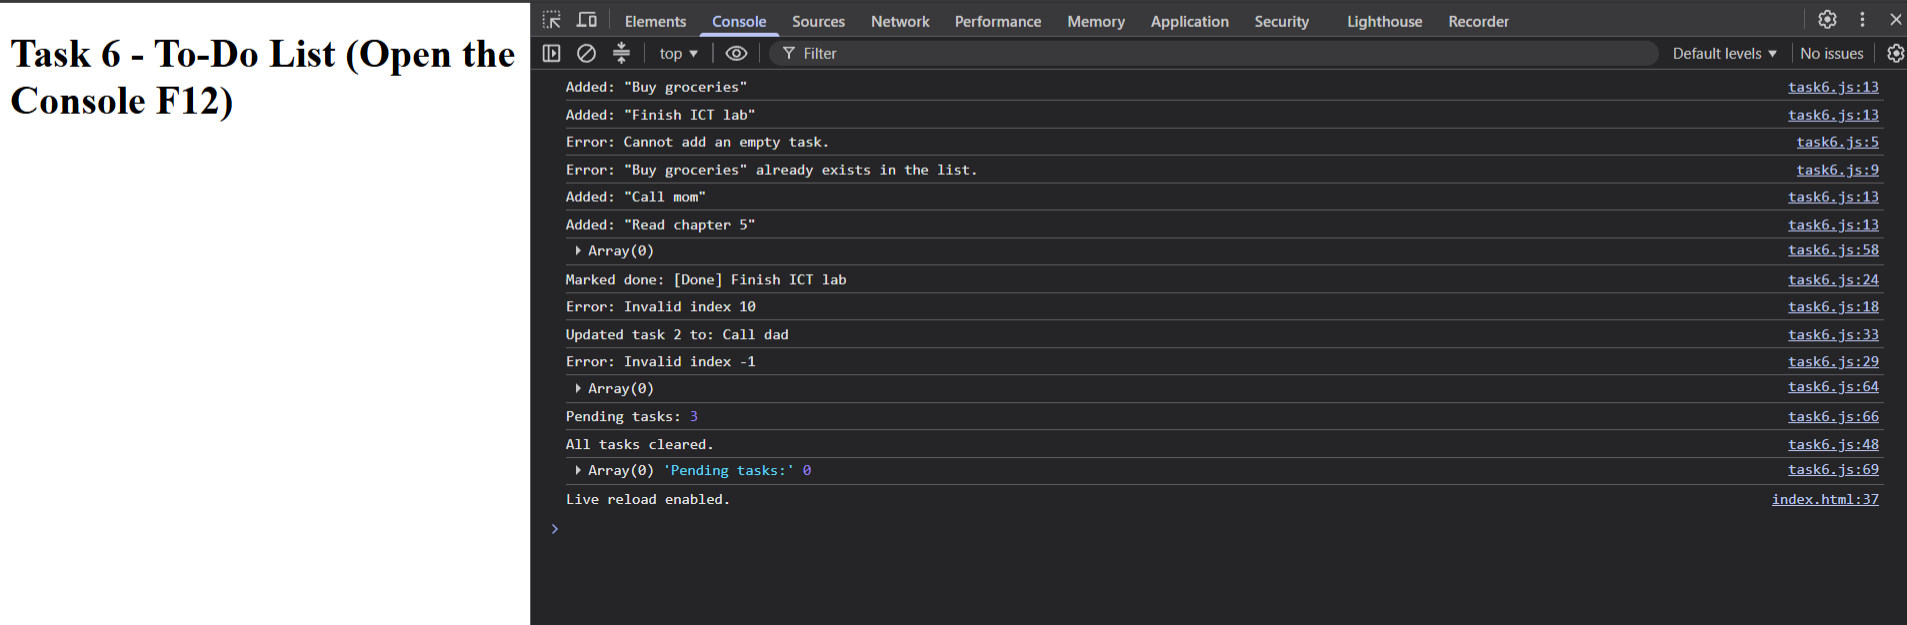 Task 6 - To-Do List (Open the
Console F12)
Elements Console Sources Network Performance Memory Application Security Lighthouse Recorder
top Filter Default levels No issues
Added: "Buy groceries" task6.js:13
Added: "Finish ICT lab" task6.js:13
Error: Cannot add an empty task. task6.js:5
Error: "Buy groceries" already exists in the list. task6.js:9
Added: "Call mom" task6.js:13
Added: "Read chapter 5" task6.js:13
Array(0) task6.js:58
Marked done: [Done] Finish ICT lab task6.js:24
Error: Invalid index 10 task6.js:18
Updated task 2 to: Call dad task6.js:33
Error: Invalid index -1 task6.js:29
Array(0) task6.js:64
Pending tasks: 3 task6.js:66
All tasks cleared. task6.js:48
Array(0) 'Pending tasks:' 0 task6.js:69
Live reload enabled. index.html:37